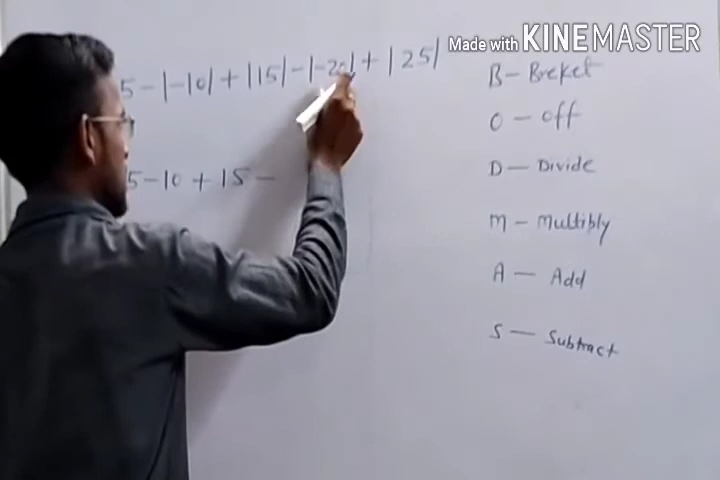 Made with KINEMASTER
5 - |-10| + |15| - |-20| + |25|
5 - 10 + 15 -
B - Breket
O - Off
D - Divide
M - Multibly
A - Add
S - Subtract